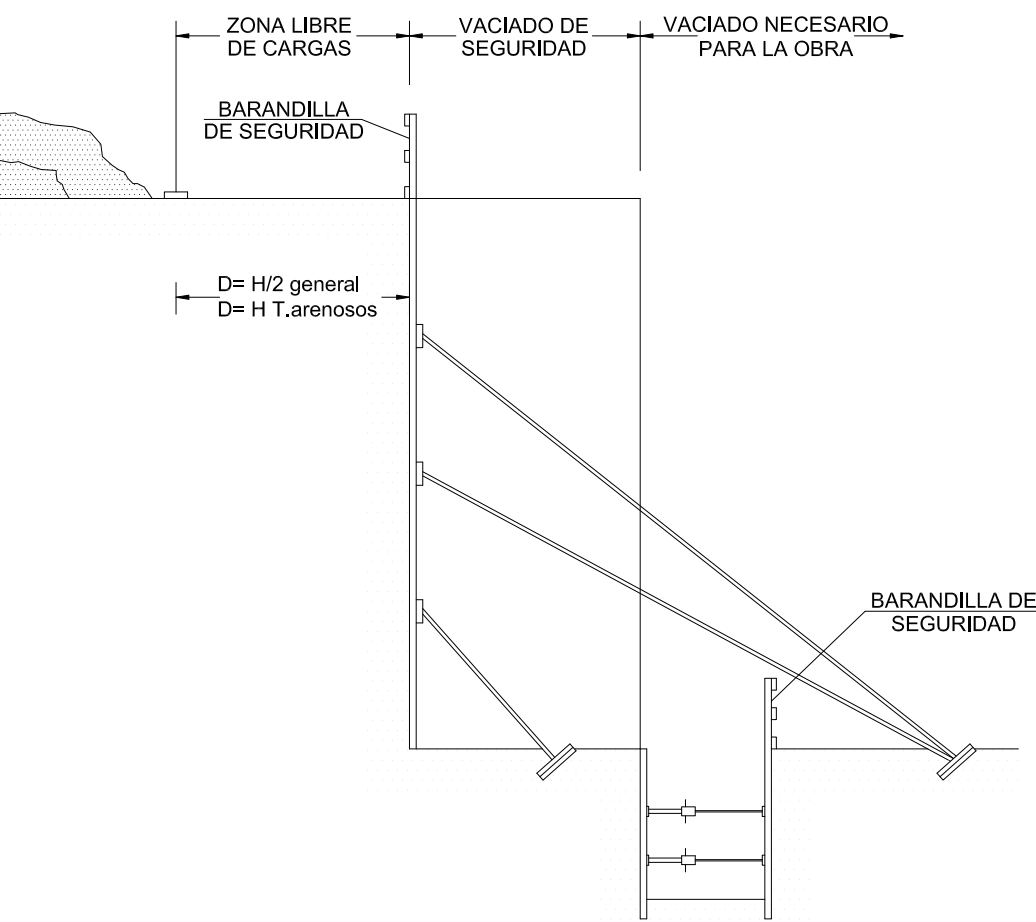 ZONA LIBRE
DE CARGAS
VACIADO DE
SEGURIDAD
VACIADO NECESARIO
PARA LA OBRA
BARANDILLA
DE SEGURIDAD
D= H/2 general
D= H T.arenosos
BARANDILLA DE
SEGURIDAD